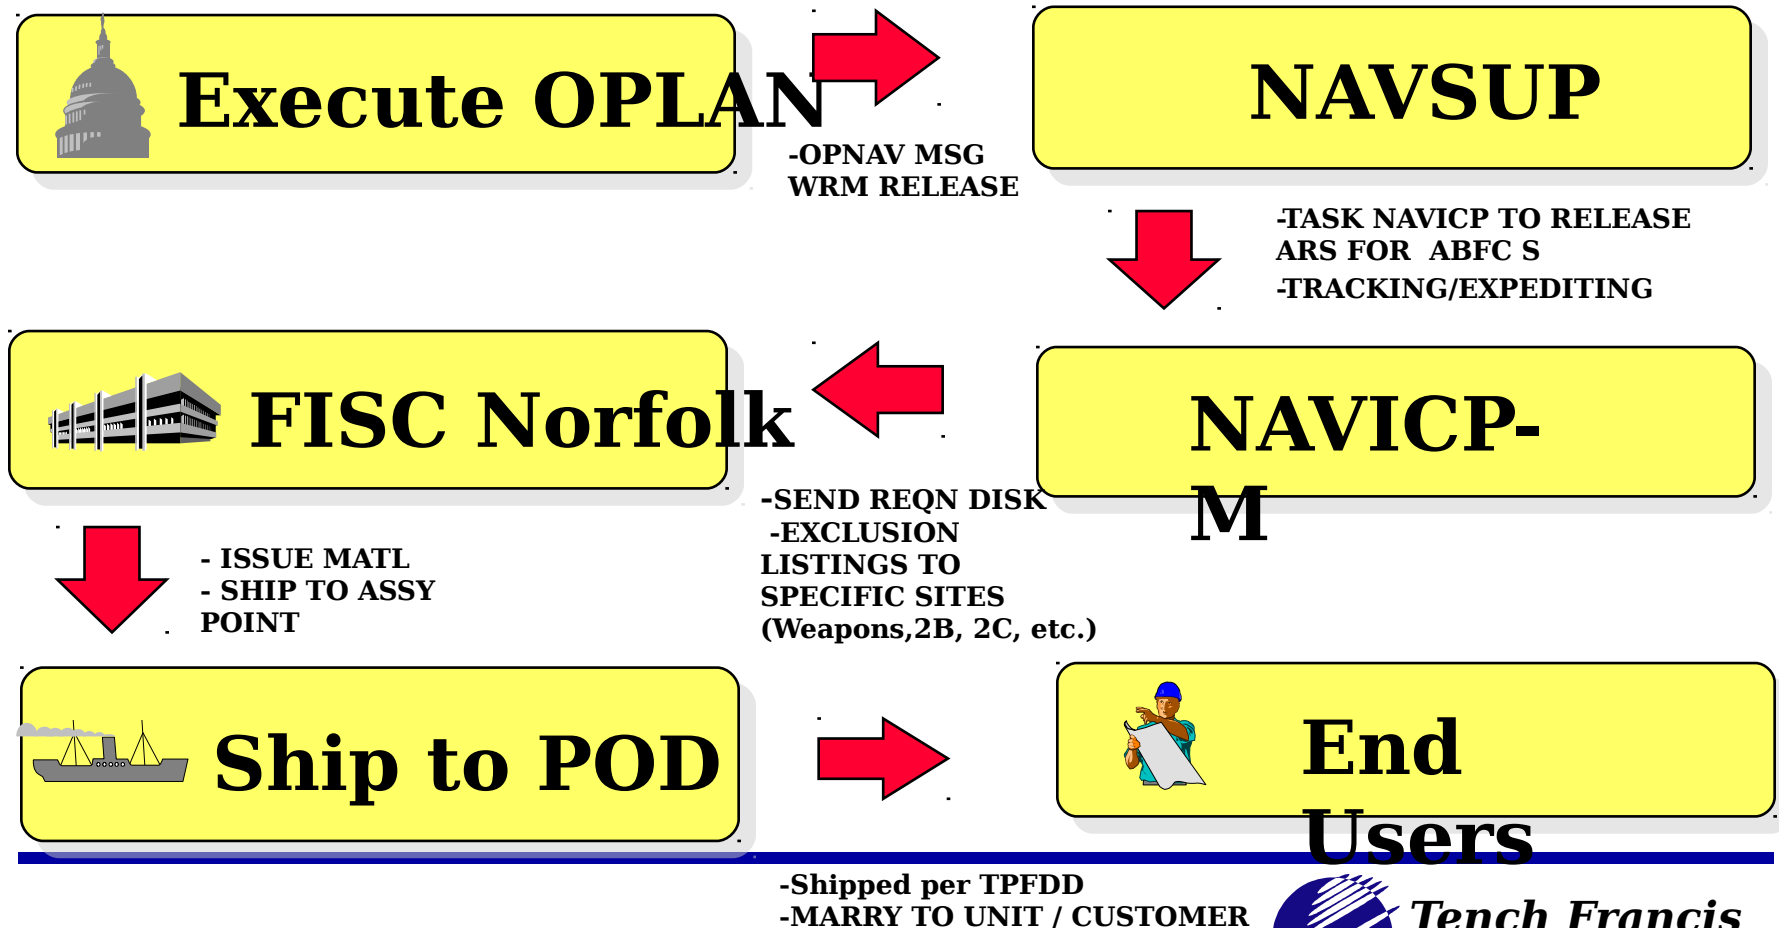 Execute OPLAN
NAVSUP
-OPNAV MSG
WRM RELEASE
-TASK NAVICP TO RELEASE
ARS FOR  ABFC S
-TRACKING/EXPEDITING
FISC Norfolk
NAVICP-
M
-SEND REQN DISK
-EXCLUSION
LISTINGS TO
SPECIFIC SITES
(Weapons,2B, 2C, etc.)
- ISSUE MATL
- SHIP TO ASSY
POINT
Ship to POD
End
Users
-Shipped per TPFDD
-MARRY TO UNIT / CUSTOMER
Tench Francis